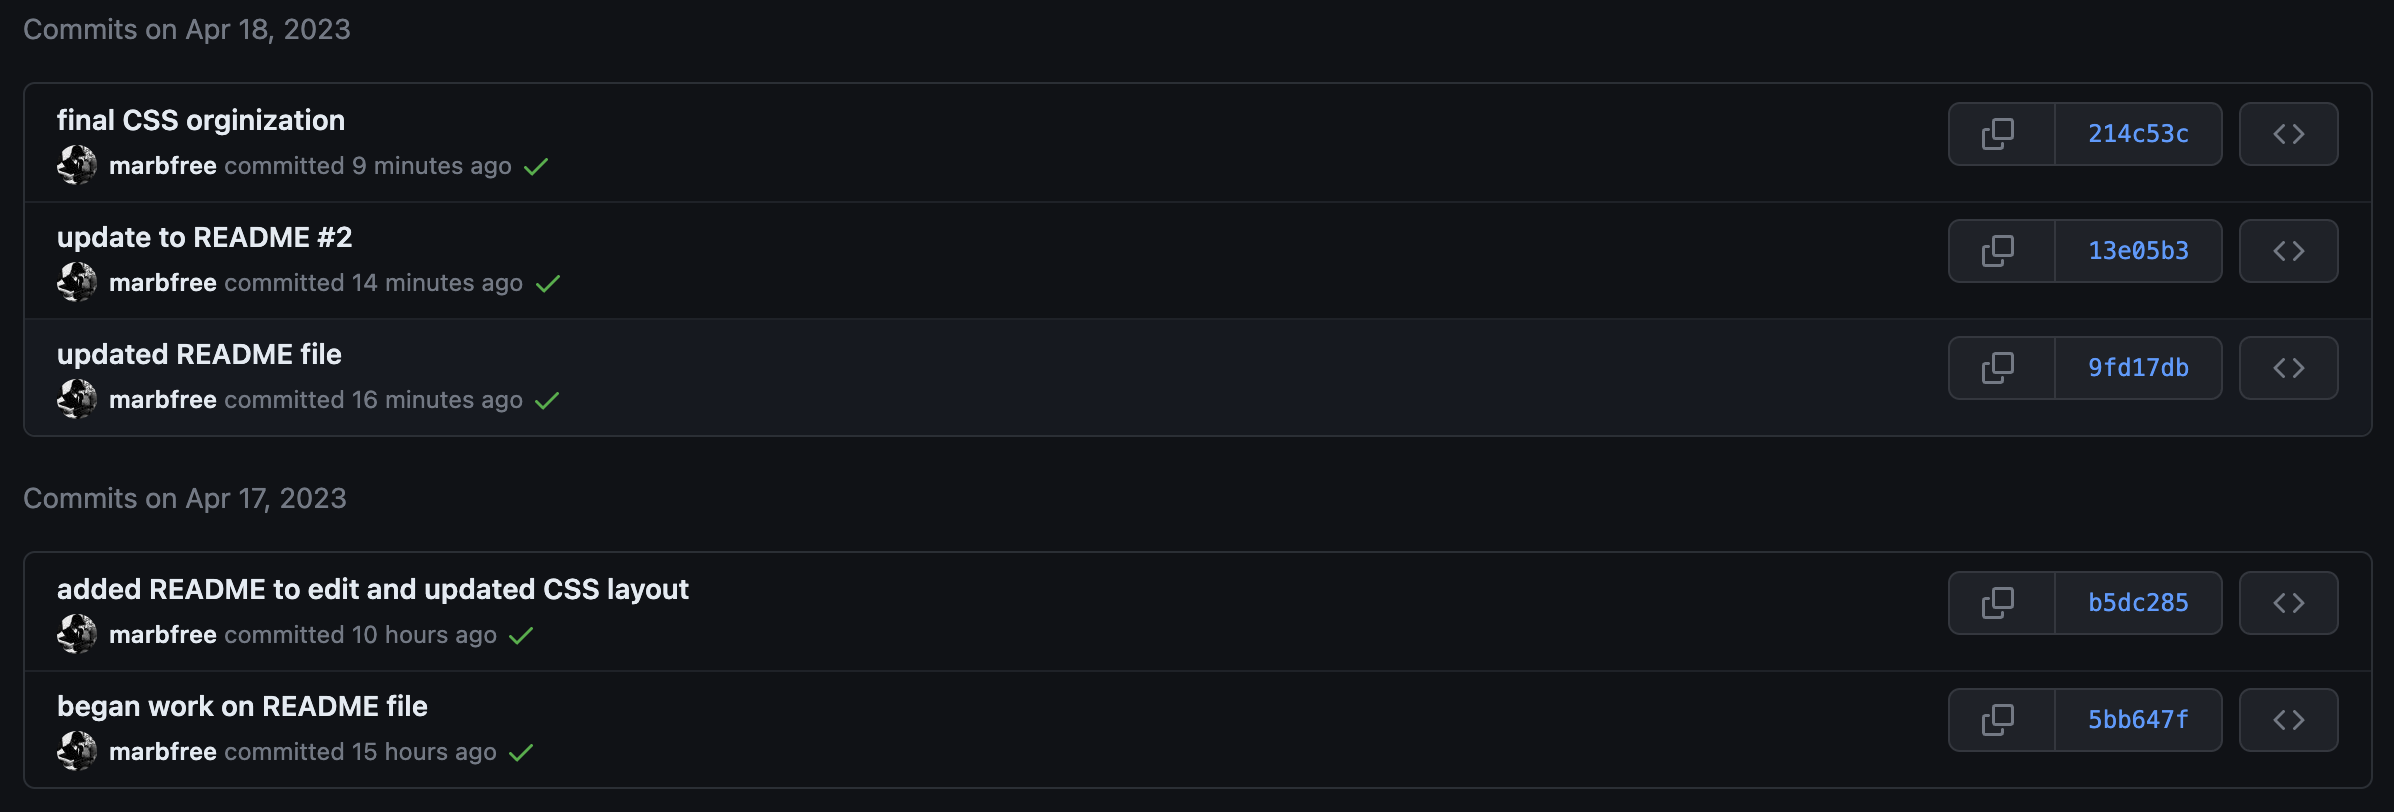 Commits on Apr 18, 2023
final CSS orginization
marbfree committed 9 minutes ago
214c53c
update to README #2
marbfree committed 14 minutes ago
13e05b3
updated README file
marbfree committed 16 minutes ago
9fd17db
Commits on Apr 17, 2023
added README to edit and updated CSS layout
marbfree committed 10 hours ago
b5dc285
began work on README file
marbfree committed 15 hours ago
5bb647f